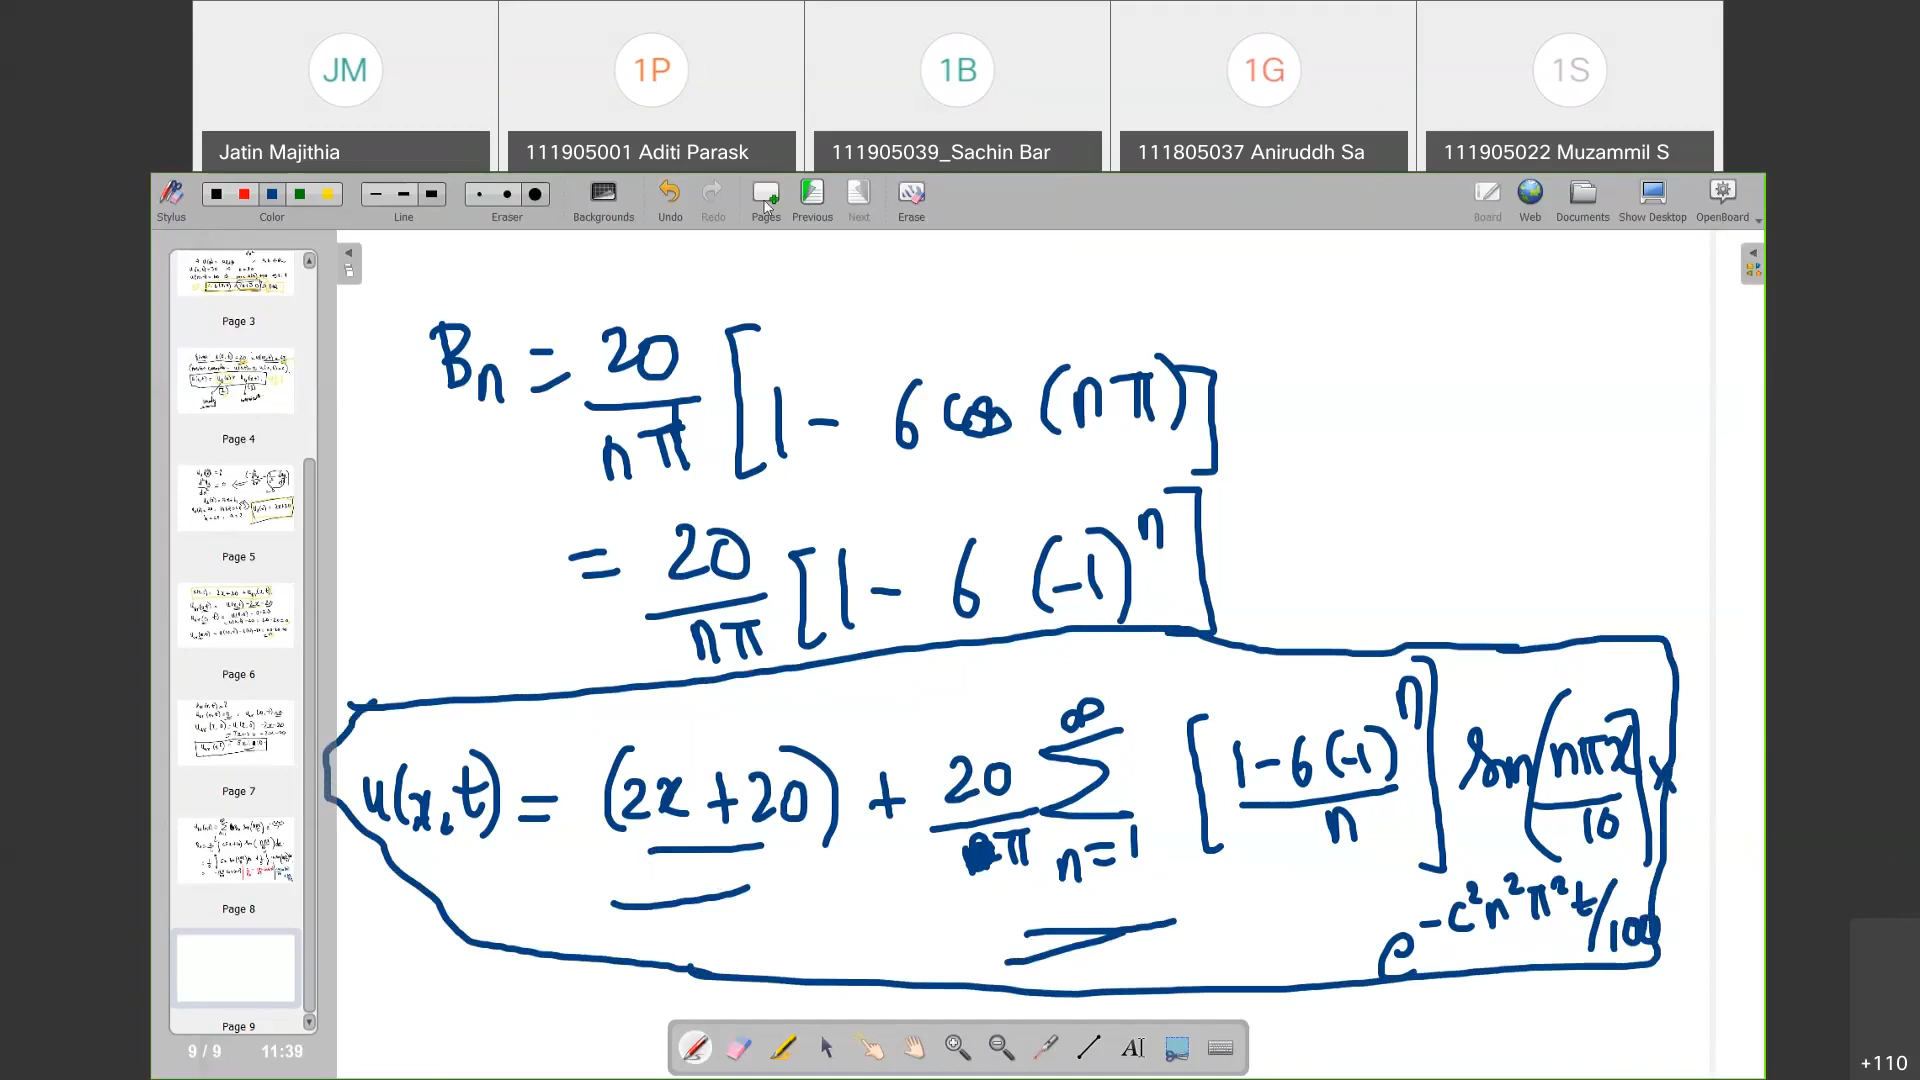 JM 1P 1B 1G 1S
Jatin Majithia 111905001 Aditi Parask 111905039_Sachin Bar 111805037 Aniruddh Sa 111905022 Muzammil S
Stylus Color Line Eraser Backgrounds Undo Redo Pages Previous Next Erase Board Web Documents Show Desktop OpenBoard
Page 3
Page 4
Page 5
Page 6
Page 7
Page 8
Page 9
9 / 9 11:39
Bn = 20/nπ [1 - 6 cos (nπ)]
= 20/nπ [1 - 6 (-1)^n]
u(x,t) = (2x + 20) + 20/π ∑_{n=1}^{∞} [1-6(-1)^n/n] sin(nπx/10) x
e^{-c²n²π²t/100}
+110